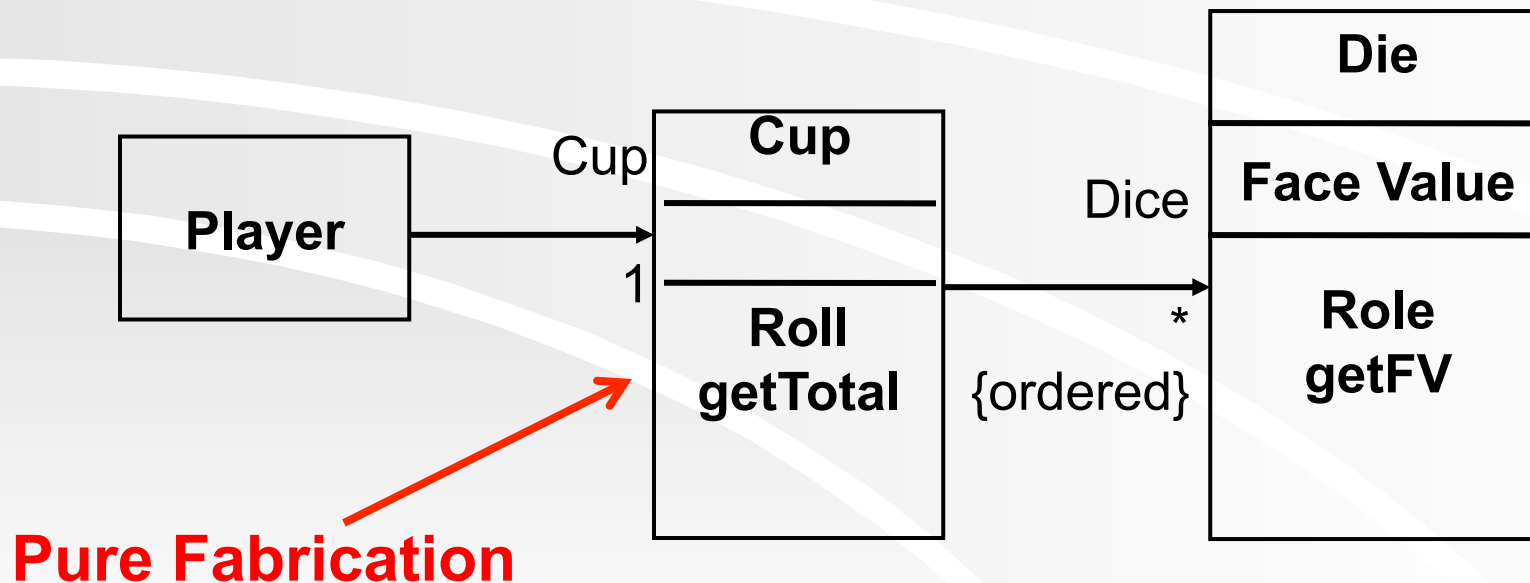 Player
Cup
1
Cup
Roll
getTotal
Dice
*
{ordered}
Die
Face Value
Role
getFV
Pure Fabrication